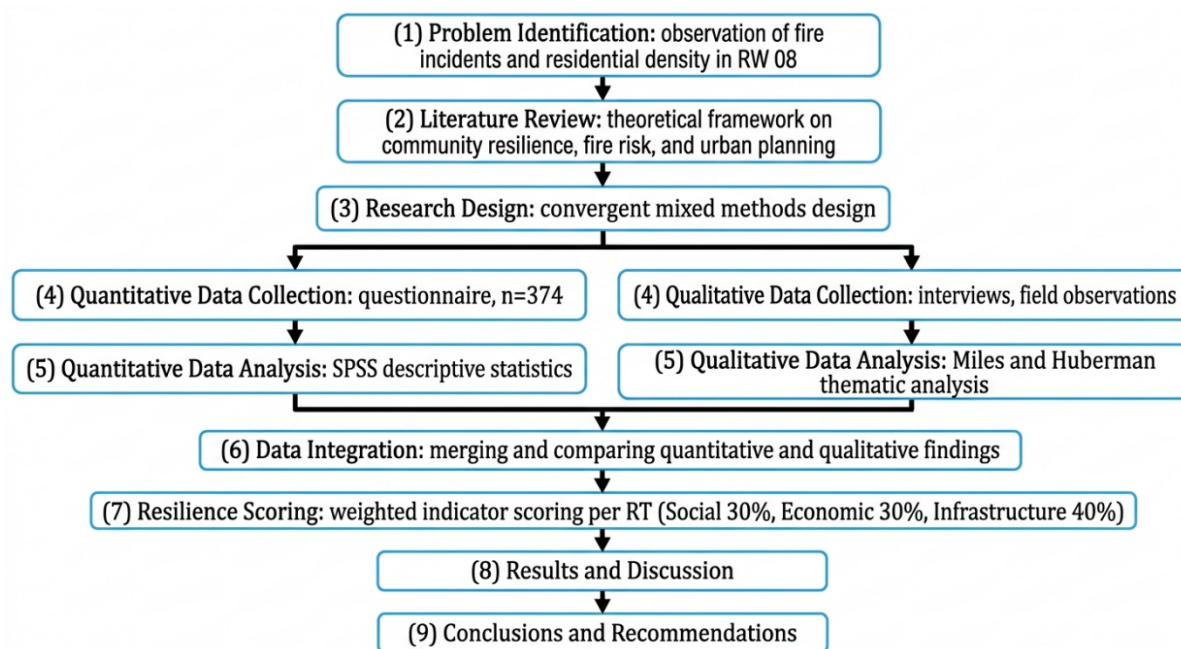 (1) Problem Identification: observation of fire
incidents and residential density in RW 08
(2) Literature Review: theoretical framework on
community resilience, fire risk, and urban planning
(3) Research Design: convergent mixed methods design
(4) Quantitative Data Collection: questionnaire, n=374
(4) Qualitative Data Collection: interviews, field observations
(5) Quantitative Data Analysis: SPSS descriptive statistics
(5) Qualitative Data Analysis: Miles and Huberman
thematic analysis
(6) Data Integration: merging and comparing quantitative and qualitative findings
(7) Resilience Scoring: weighted indicator scoring per RT (Social 30%, Economic 30%, Infrastructure 40%)
(8) Results and Discussion
(9) Conclusions and Recommendations